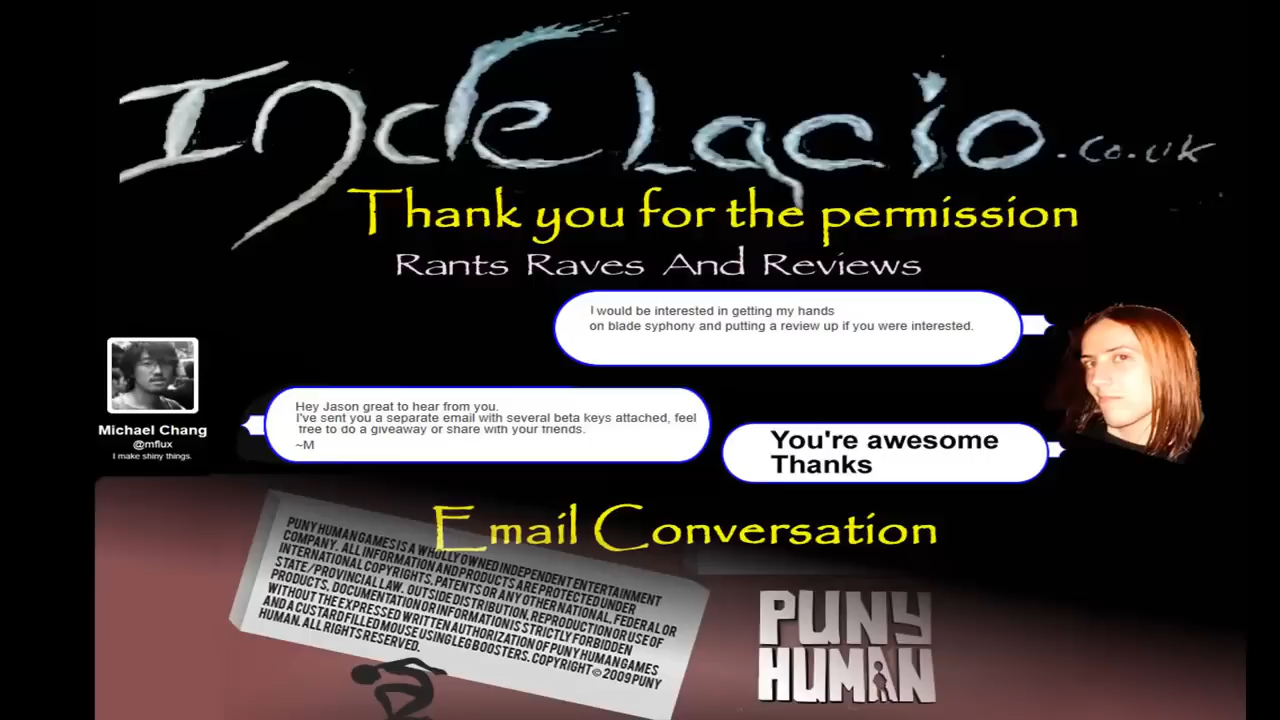 IndeLacio.co.uk
Thank you for the permission
Rants Raves And Reviews
I would be interested in getting my hands
on blade syphony and putting a review up if you were interested.
Hey Jason great to hear from you.
I've sent you a separate email with several beta keys attached, feel
free to do a giveaway or share with your friends.
~M
Michael Chang
@mflux
I make shiny things.
You're awesome
Thanks
Email Conversation
PUNY HUMAN GAMES IS A WHOLLY OWNED INDEPENDENT ENTERTAINMENT
COMPANY. ALL INFORMATION AND PRODUCTS ARE PROTECTED UNDER
INTERNATIONAL COPYRIGHTS, PATENTS OR ANY OTHER NATIONAL, FEDERAL OR
STATE/PROVINCIAL LAW. OUTSIDE DISTRIBUTION, REPRODUCTION OR USE OF
PRODUCTS, DOCUMENTATION OR INFORMATION IS STRICTLY FORBIDDEN
WITHOUT THE EXPRESSED WRITTEN AUTHORIZATION OF PUNY HUMAN GAMES
AND A CUSTARD FILLED MOUSE USING LEG BOOSTERS. COPYRIGHT © 2009 PUNY
HUMAN. ALL RIGHTS RESERVED.
PUNY
HUMAN